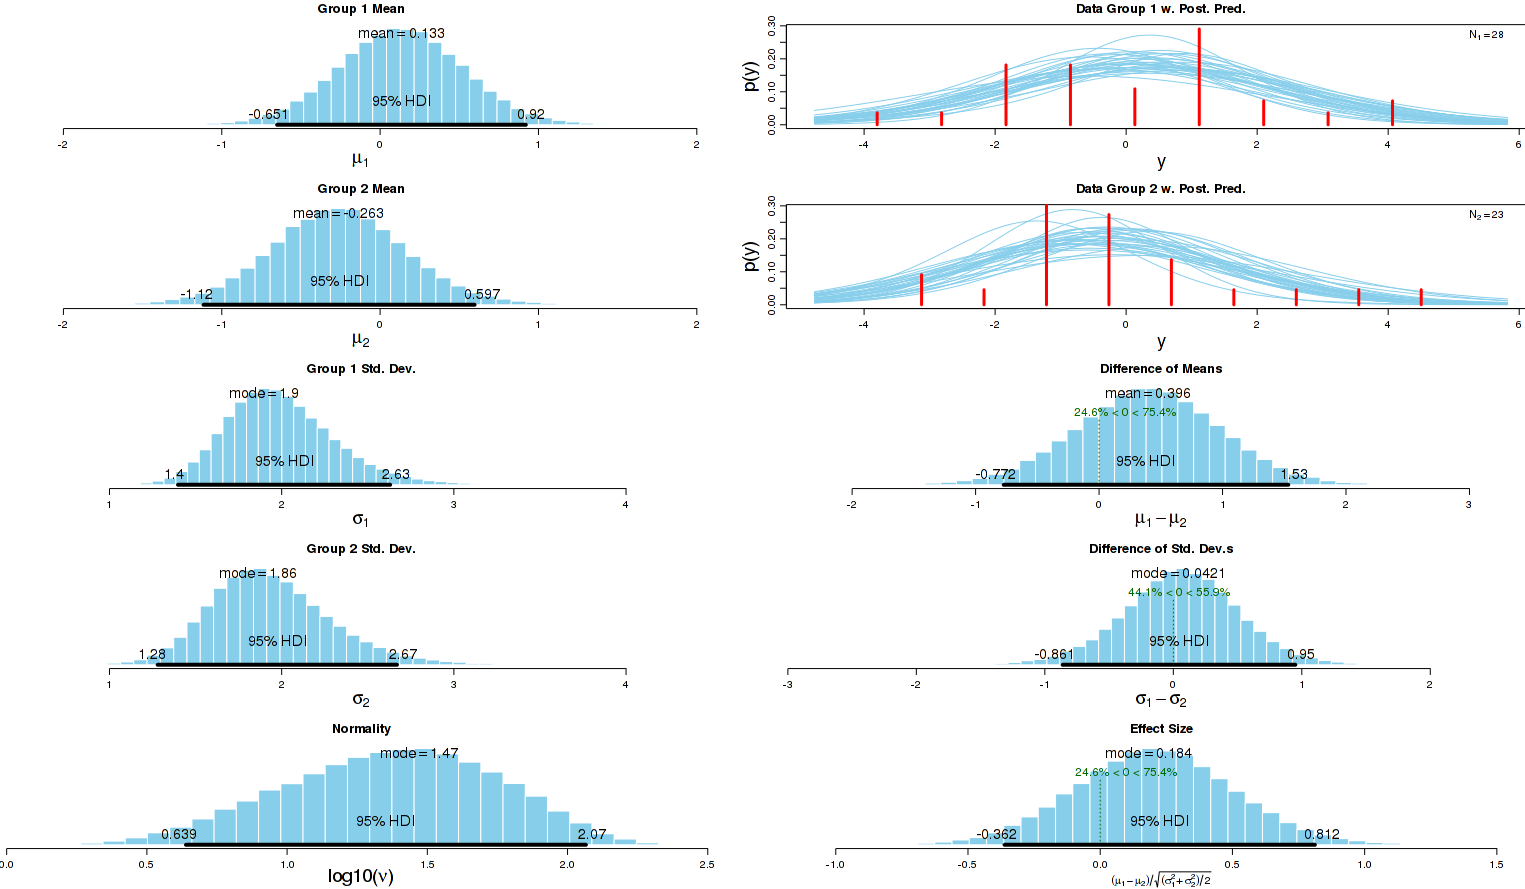 Group 1 Mean
mean = 0.133
95% HDI
-0.651 0.92
-2 -1 0 1 2
μ1
Data Group 1 w. Post. Pred.
N1 = 28
p(y)
0.00 0.10 0.20 0.30
-4 -2 0 2 4 6
y
Group 2 Mean
mean = -0.263
95% HDI
-1.12 0.597
-2 -1 0 1 2
μ2
Data Group 2 w. Post. Pred.
N2 = 23
p(y)
0.00 0.10 0.20 0.30
-4 -2 0 2 4 6
y
Group 1 Std. Dev.
mode = 1.9
95% HDI
1.4 2.63
1 2 3 4
σ1
Difference of Means
mean = 0.396
24.6% < 0 < 75.4%
95% HDI
-0.772 1.53
-2 -1 0 1 2 3
μ1 − μ2
Group 2 Std. Dev.
mode = 1.86
95% HDI
1.28 2.67
1 2 3 4
σ2
Difference of Std. Dev.s
mode = 0.0421
44.1% < 0 < 55.9%
95% HDI
-0.861 0.95
-3 -2 -1 0 1 2
σ1 − σ2
Normality
mode = 1.47
95% HDI
0.639 2.07
0.0 0.5 1.0 1.5 2.0 2.5
log10(ν)
Effect Size
mode = 0.184
24.6% < 0 < 75.4%
95% HDI
-0.362 0.812
-1.0 -0.5 0.0 0.5 1.0 1.5
(μ1 − μ2)/√(σ1² + σ2²)/2